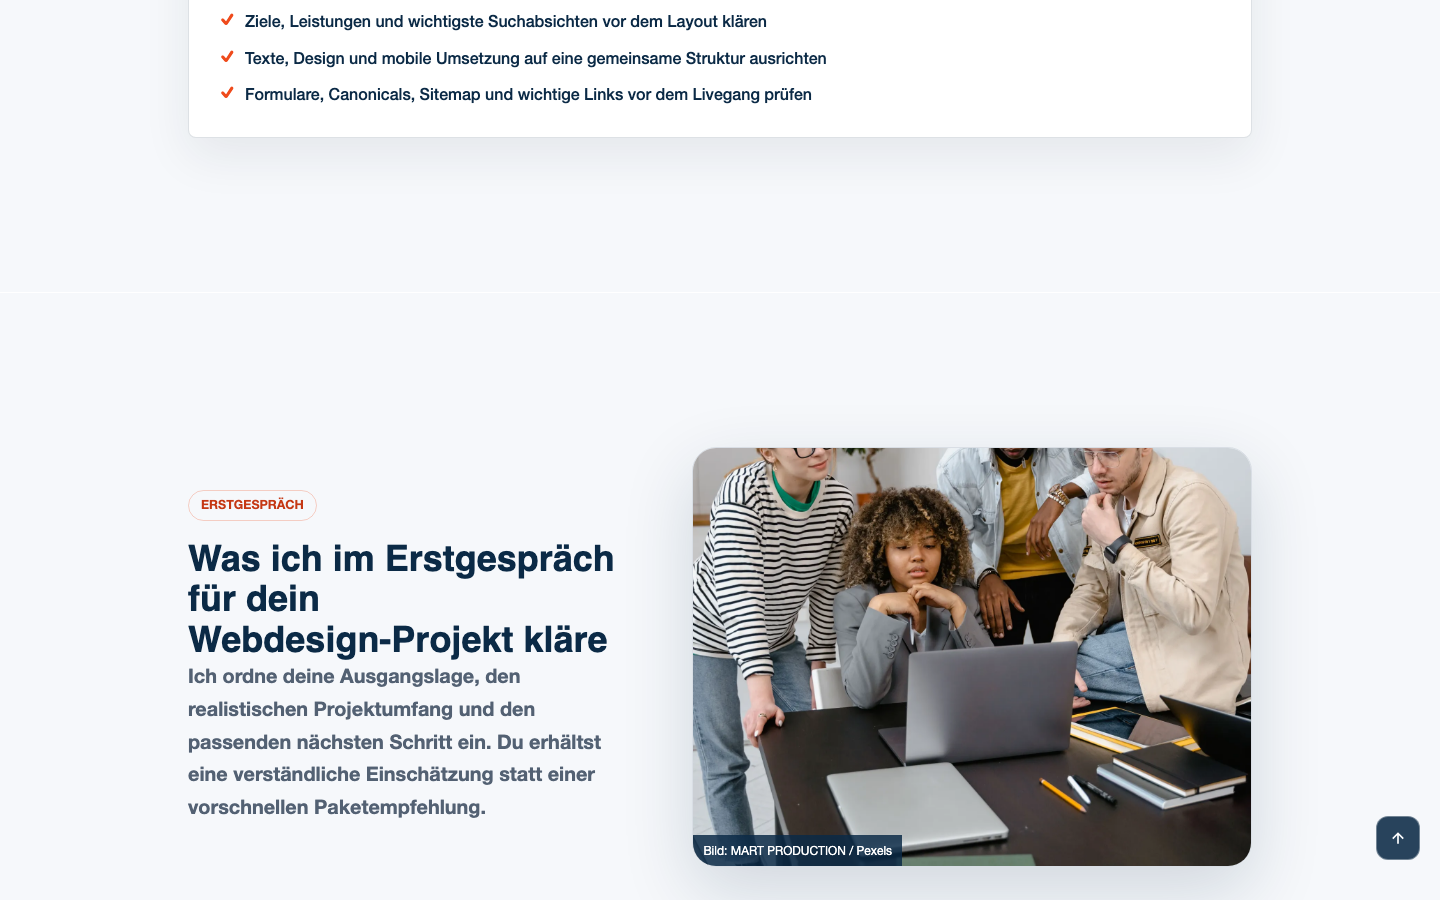 Ziele, Leistungen und wichtigste Suchabsichten vor dem Layout klären
Texte, Design und mobile Umsetzung auf eine gemeinsame Struktur ausrichten
Formulare, Canonicals, Sitemap und wichtige Links vor dem Livegang prüfen
ERSTGESPRÄCH
Was ich im Erstgespräch
für dein
Webdesign-Projekt kläre
Ich ordne deine Ausgangslage, den
realistischen Projektumfang und den
passenden nächsten Schritt ein. Du erhältst
eine verständliche Einschätzung statt einer
vorschnellen Paketempfehlung.
Bild: MART PRODUCTION / Pexels